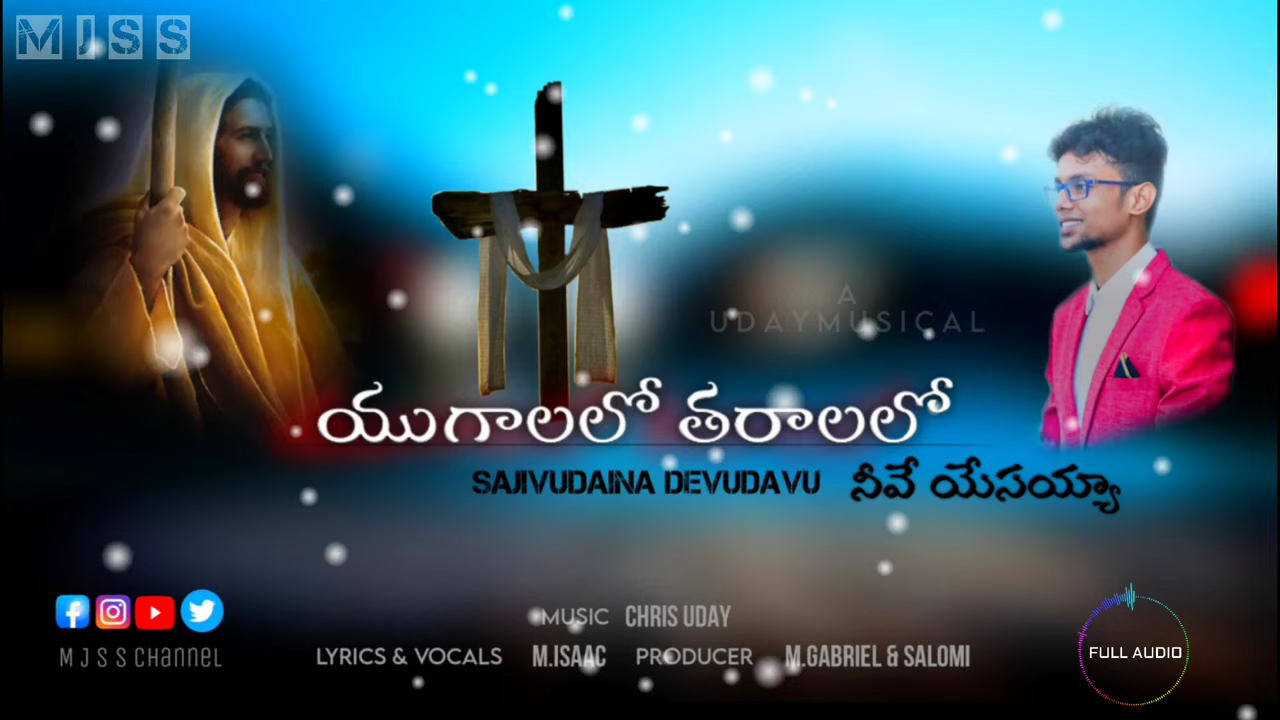 MJSS
A
UDAYMUSICAL
యుగాలలో తరాలలో
SAJIVUDAINA DEVUDAVU నీవే యేసయ్యా
MUSIC CHRIS UDAY
MJSS CHANNEL
LYRICS & VOCALS M.ISAAC PRODUCER M.GABRIEL & SALOMI
FULL AUDIO